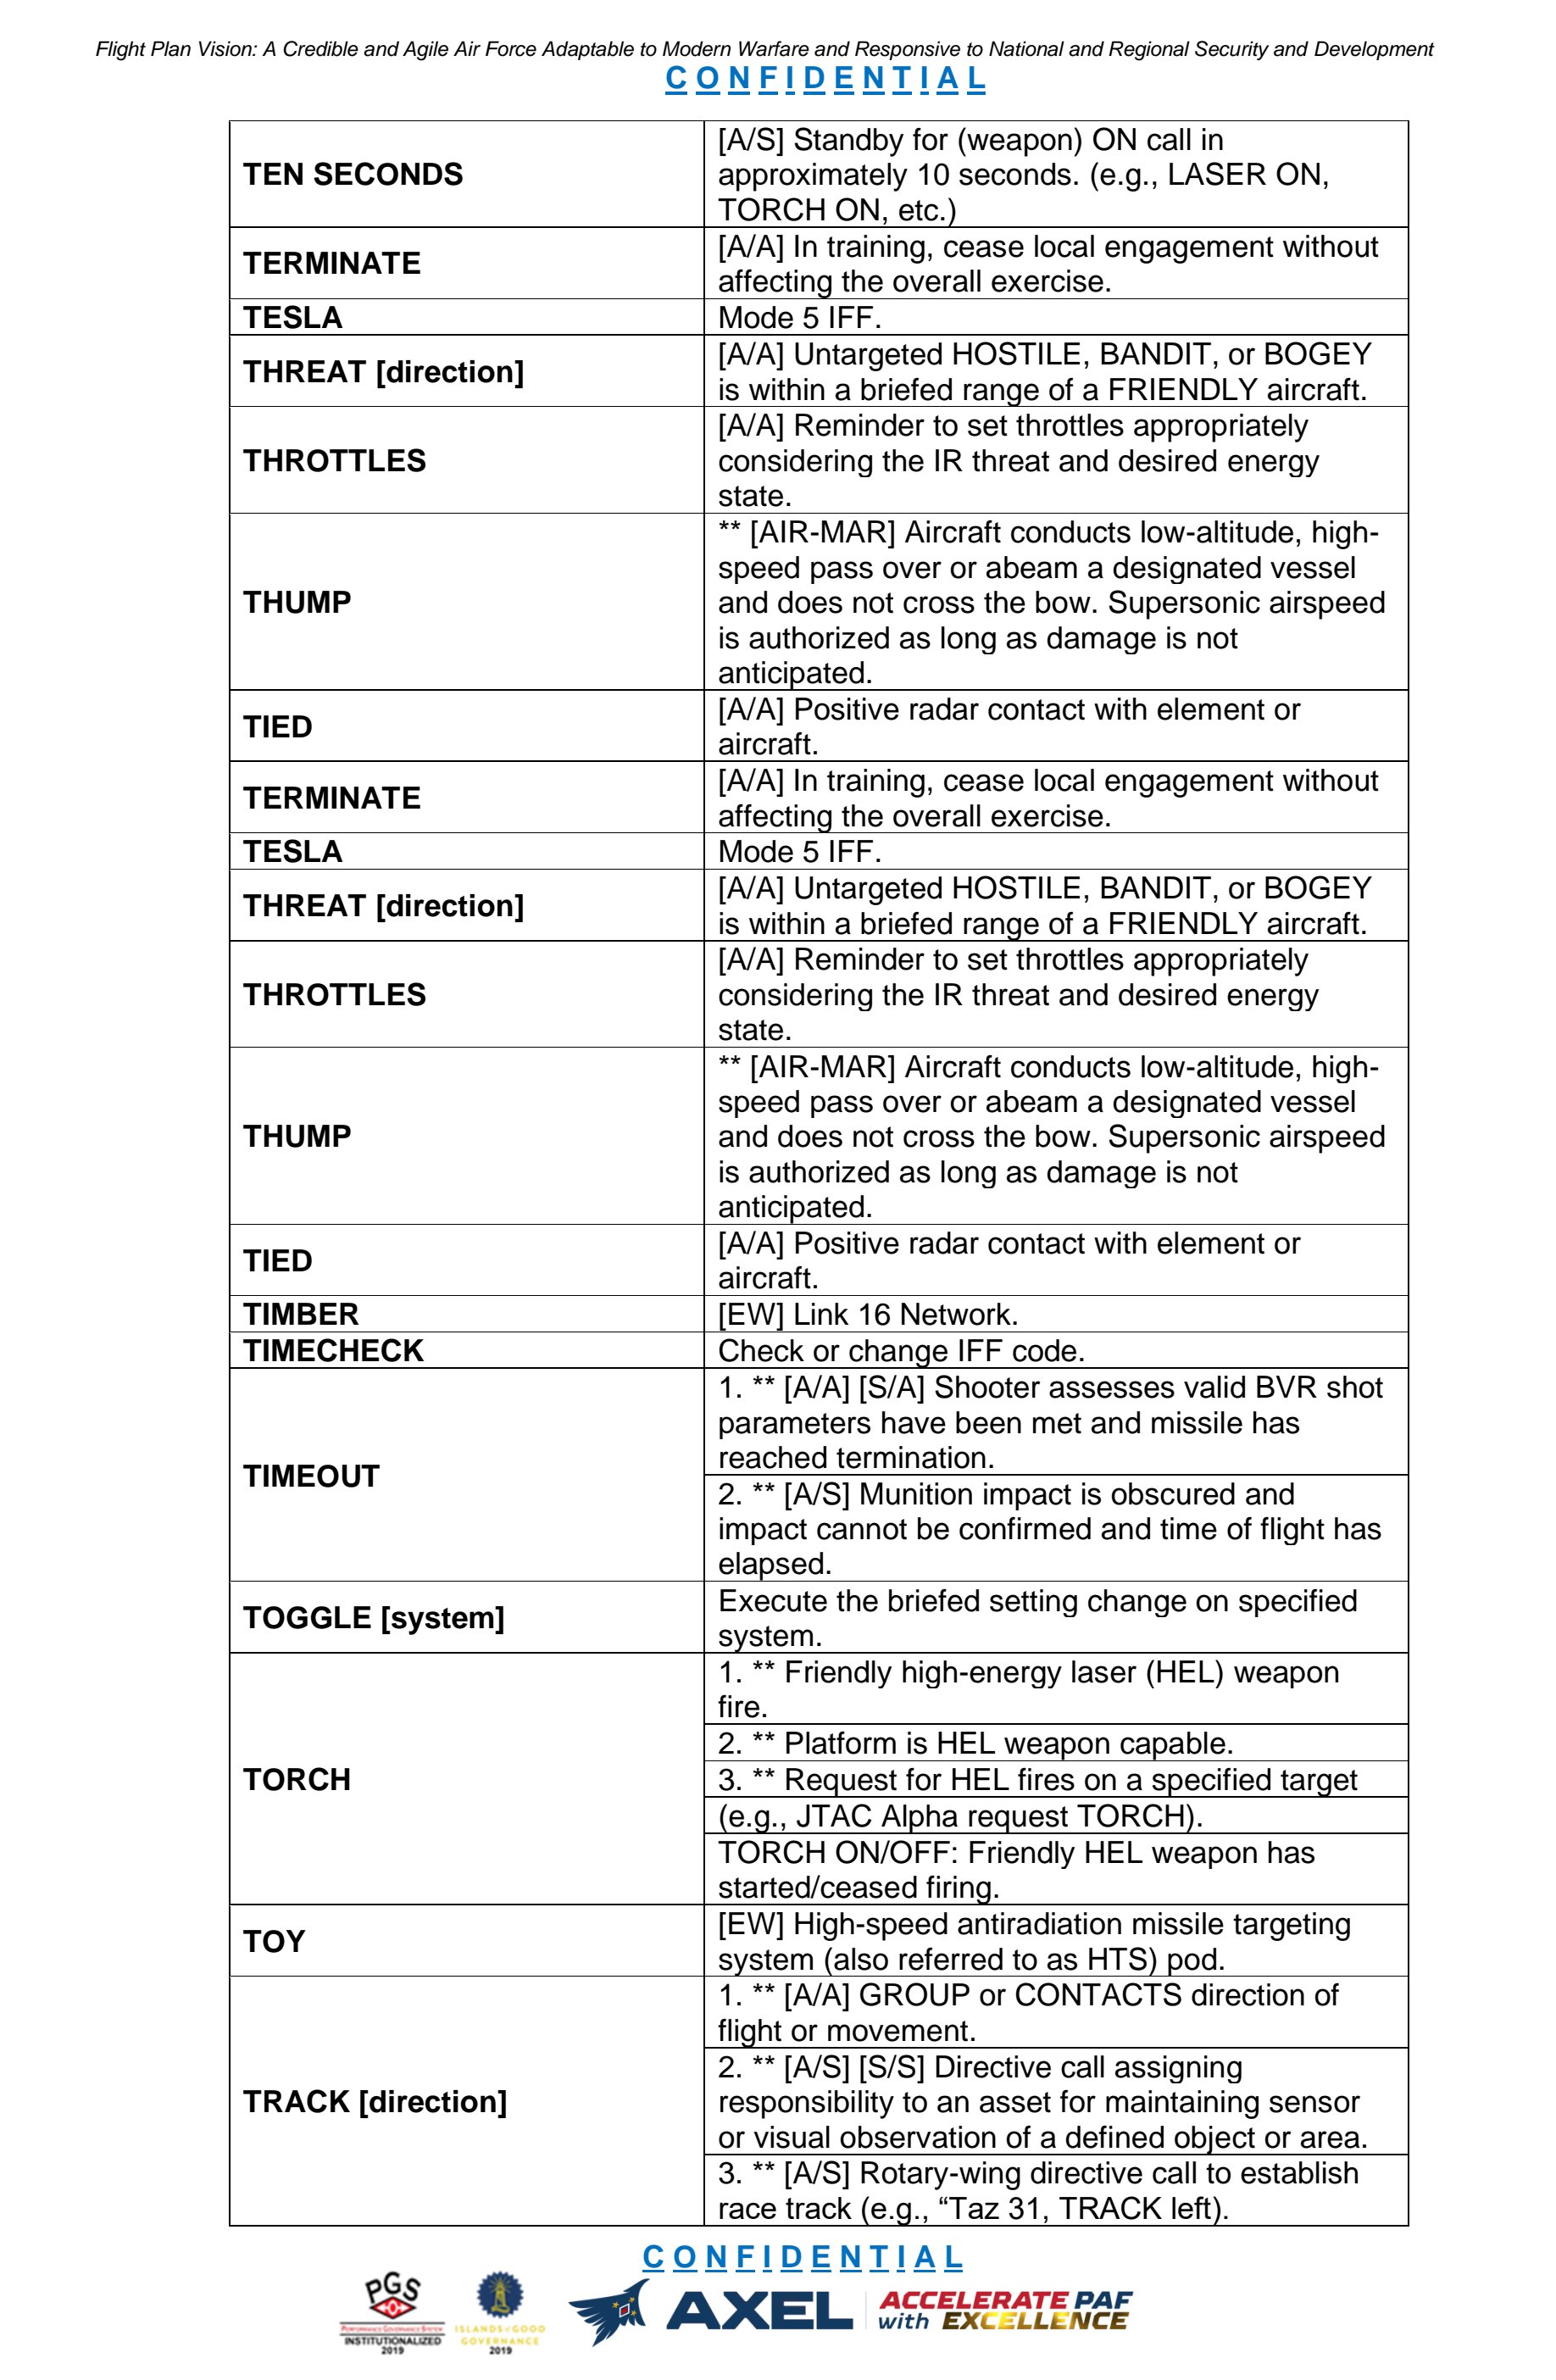 Flight Plan Vision: A Credible and Agile Air Force Adaptable to Modern Warfare and Responsive to National and Regional Security and Development
C O N F I D E N T I A L
TEN SECONDS
[A/S] Standby for (weapon) ON call in
approximately 10 seconds. (e.g., LASER ON,
TORCH ON, etc.)
TERMINATE
[A/A] In training, cease local engagement without
affecting the overall exercise.
TESLA
Mode 5 IFF.
THREAT [direction]
[A/A] Untargeted HOSTILE, BANDIT, or BOGEY
is within a briefed range of a FRIENDLY aircraft.
THROTTLES
[A/A] Reminder to set throttles appropriately
considering the IR threat and desired energy
state.
THUMP
** [AIR-MAR] Aircraft conducts low-altitude, high-
speed pass over or abeam a designated vessel
and does not cross the bow. Supersonic airspeed
is authorized as long as damage is not
anticipated.
TIED
[A/A] Positive radar contact with element or
aircraft.
TERMINATE
[A/A] In training, cease local engagement without
affecting the overall exercise.
TESLA
Mode 5 IFF.
THREAT [direction]
[A/A] Untargeted HOSTILE, BANDIT, or BOGEY
is within a briefed range of a FRIENDLY aircraft.
THROTTLES
[A/A] Reminder to set throttles appropriately
considering the IR threat and desired energy
state.
THUMP
** [AIR-MAR] Aircraft conducts low-altitude, high-
speed pass over or abeam a designated vessel
and does not cross the bow. Supersonic airspeed
is authorized as long as damage is not
anticipated.
TIED
[A/A] Positive radar contact with element or
aircraft.
TIMBER
[EW] Link 16 Network.
TIMECHECK
Check or change IFF code.
TIMEOUT
1. ** [A/A] [S/A] Shooter assesses valid BVR shot
parameters have been met and missile has
reached termination.
2. ** [A/S] Munition impact is obscured and
impact cannot be confirmed and time of flight has
elapsed.
TOGGLE [system]
Execute the briefed setting change on specified
system.
TORCH
1. ** Friendly high-energy laser (HEL) weapon
fire.
2. ** Platform is HEL weapon capable.
3. ** Request for HEL fires on a specified target
(e.g., JTAC Alpha request TORCH).
TORCH ON/OFF: Friendly HEL weapon has
started/ceased firing.
TOY
[EW] High-speed antiradiation missile targeting
system (also referred to as HTS) pod.
TRACK [direction]
1. ** [A/A] GROUP or CONTACTS direction of
flight or movement.
2. ** [A/S] [S/S] Directive call assigning
responsibility to an asset for maintaining sensor
or visual observation of a defined object or area.
3. ** [A/S] Rotary-wing directive call to establish
race track (e.g., “Taz 31, TRACK left).
C O N F I D E N T I A L
PGS
PERFORMANCE GOVERNANCE SYSTEM
INSTITUTIONALIZED
2019
ISLANDS of GOOD
GOVERNANCE
2019
AXEL
ACCELERATE PAF
with EXCELLENCE